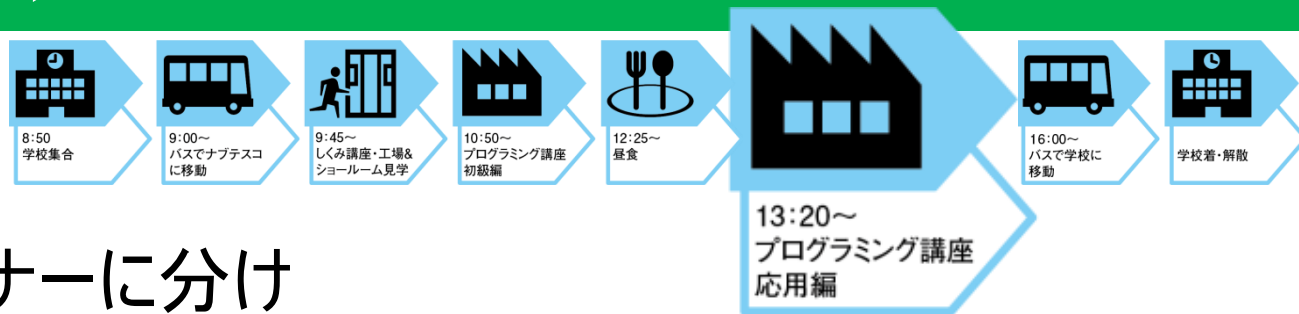 8:50
学校集合
9:00～
バスでナブテスコ
に移動
9:45～
しくみ講座・工場&
ショールーム見学
10:50～
プログラミング講座
初級編
12:25～
昼食
13:20～
プログラミング講座
応用編
16:00～
バスで学校に
移動
学校着・解散
ナーに分け